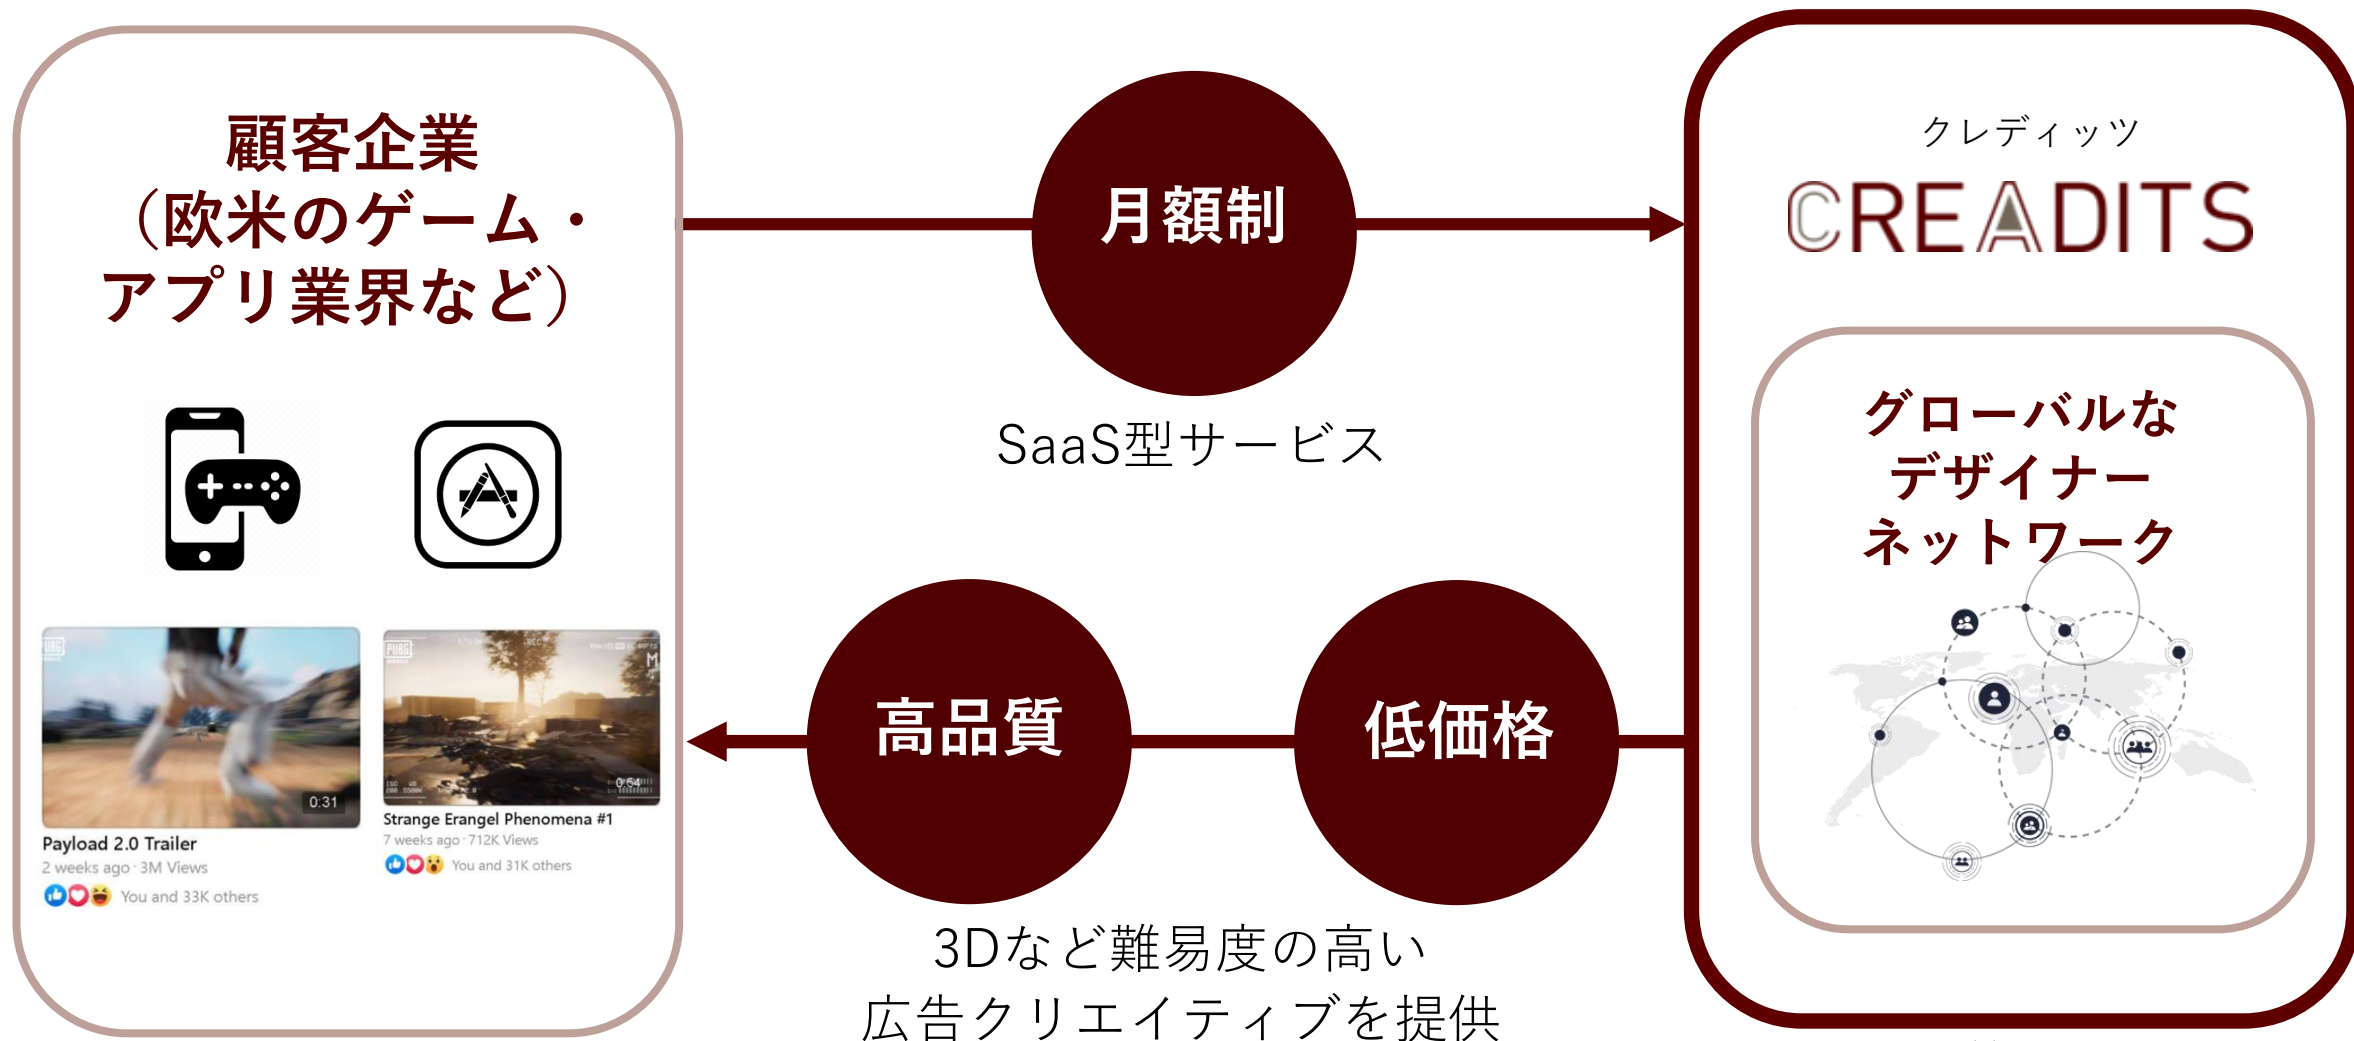 顧客企業
（欧米のゲーム・
アプリ業界など）
PUBG
0:31
Payload 2.0 Trailer
2 weeks ago · 3M Views
You and 33K others
PUBG
MOBILE
REC
0:54
Strange Erangel Phenomena #1
7 weeks ago · 712K Views
You and 31K others
月額制
SaaS型サービス
高品質
低価格
3Dなど難易度の高い
広告クリエイティブを提供
クレディッツ
CREADITS
グローバルな
デザイナー
ネットワーク